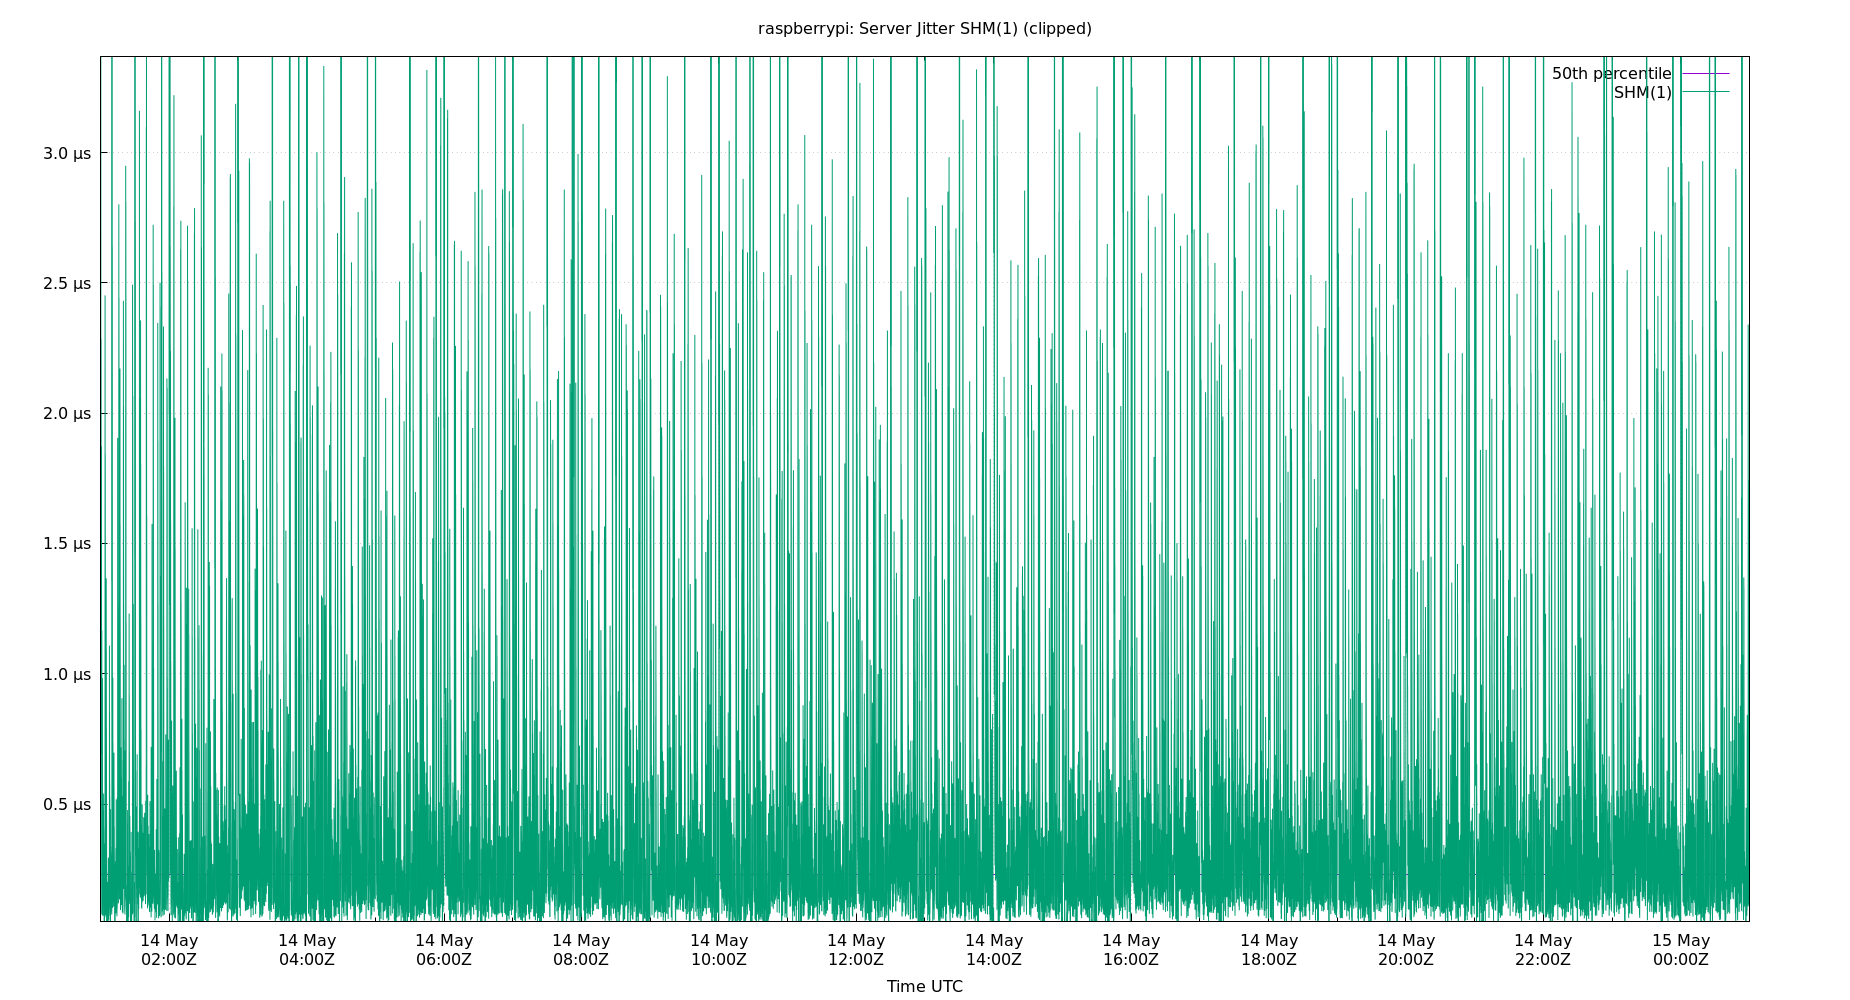 raspberrypi: Server Jitter SHM(1) (clipped)
50th percentile
SHM(1)
3.0 µs
2.5 µs
2.0 µs
1.5 µs
1.0 µs
0.5 µs
14 May 14 May 14 May 14 May 14 May 14 May 14 May 14 May 14 May 14 May 14 May 15 May
02:00Z 04:00Z 06:00Z 08:00Z 10:00Z 12:00Z 14:00Z 16:00Z 18:00Z 20:00Z 22:00Z 00:00Z
Time UTC